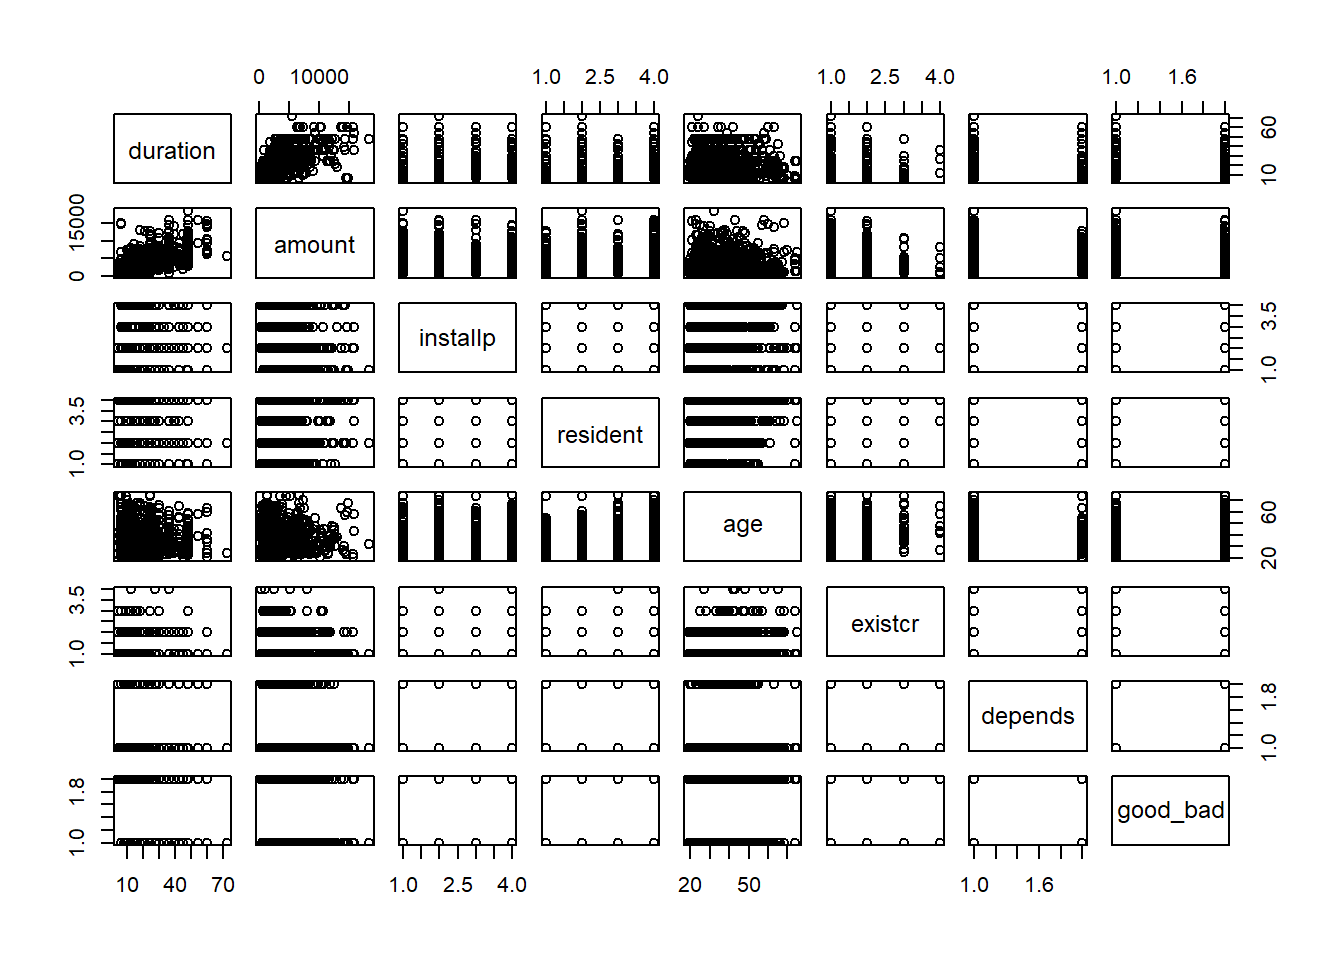 0 10000 1.0 2.5 4.0 1.0 2.5 4.0 1.0 1.6
duration 10 60
0 15000 amount
installp 1.0 3.5
1.0 3.5 resident
age 20 60
1.0 3.5 existcr
depends 1.0 1.8
1.0 1.8 good_bad
10 40 70 1.0 2.5 4.0 20 50 1.0 1.6